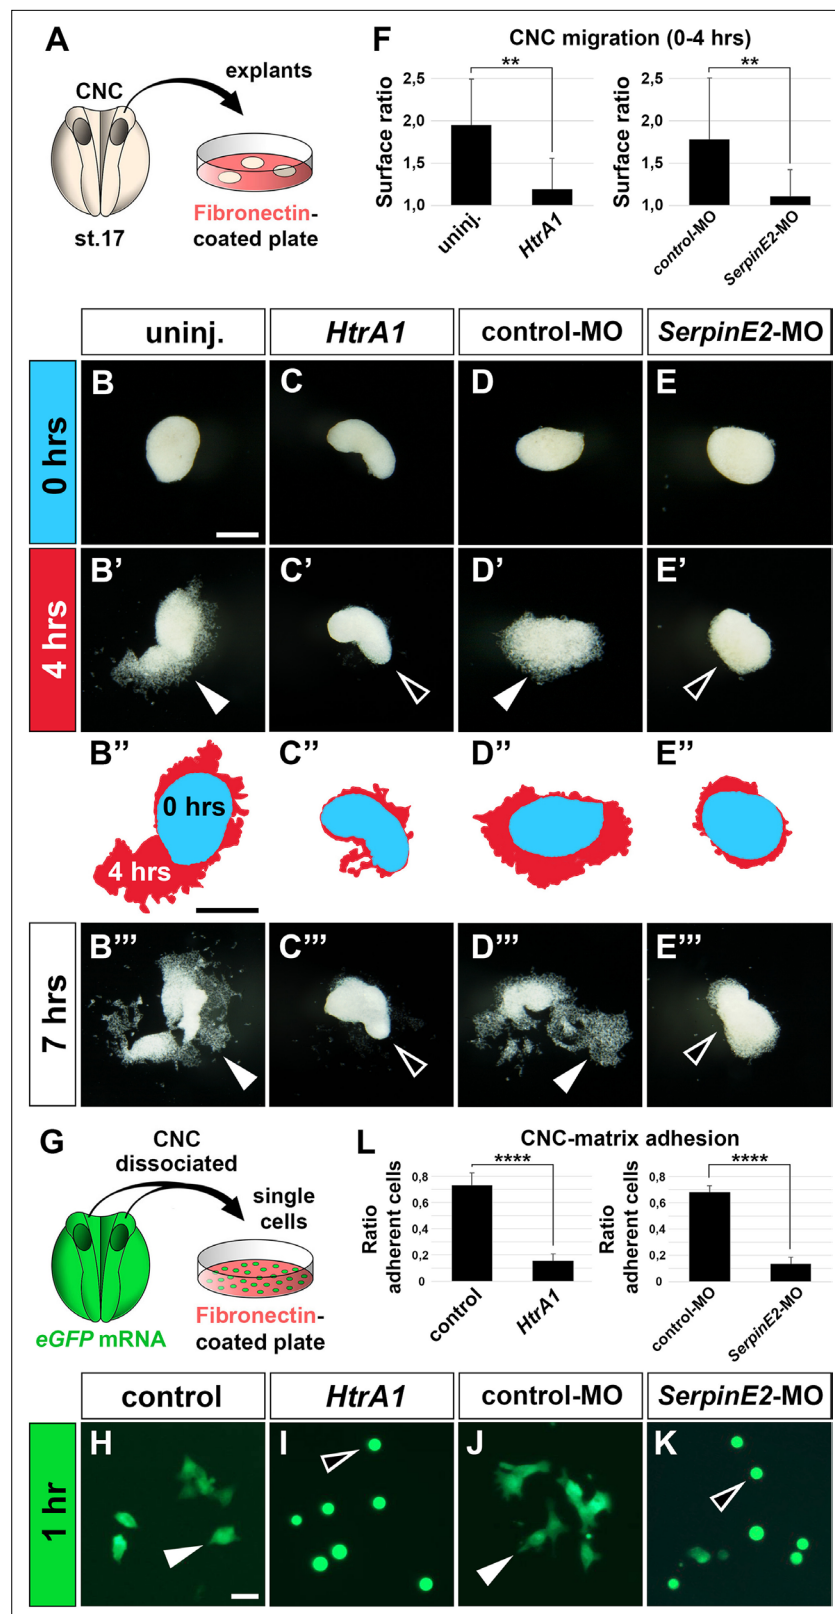 A
CNC
explants
st.17
Fibronectin-
coated plate
F
CNC migration (0-4 hrs)
Surface ratio
2,5
2,0
1,5
1,0
**
uninj.
HtrA1
Surface ratio
2,5
2,0
1,5
1,0
**
control-MO
SerpinE2-MO
uninj.
HtrA1
control-MO
SerpinE2-MO
0 hrs
B
C
D
E
4 hrs
B'
C'
D'
E'
B''
C''
D''
E''
0 hrs
4 hrs
7 hrs
B'''
C'''
D'''
E'''
G
CNC
dissociated
single
cells
eGFP mRNA
Fibronectin-
coated plate
L
CNC-matrix adhesion
Ratio
adherent cells
0,8
0,6
0,4
0,2
0
****
control
HtrA1
Ratio
adherent cells
0,8
0,6
0,4
0,2
0
****
control-MO
SerpinE2-MO
control
HtrA1
control-MO
SerpinE2-MO
1 hr
H
I
J
K